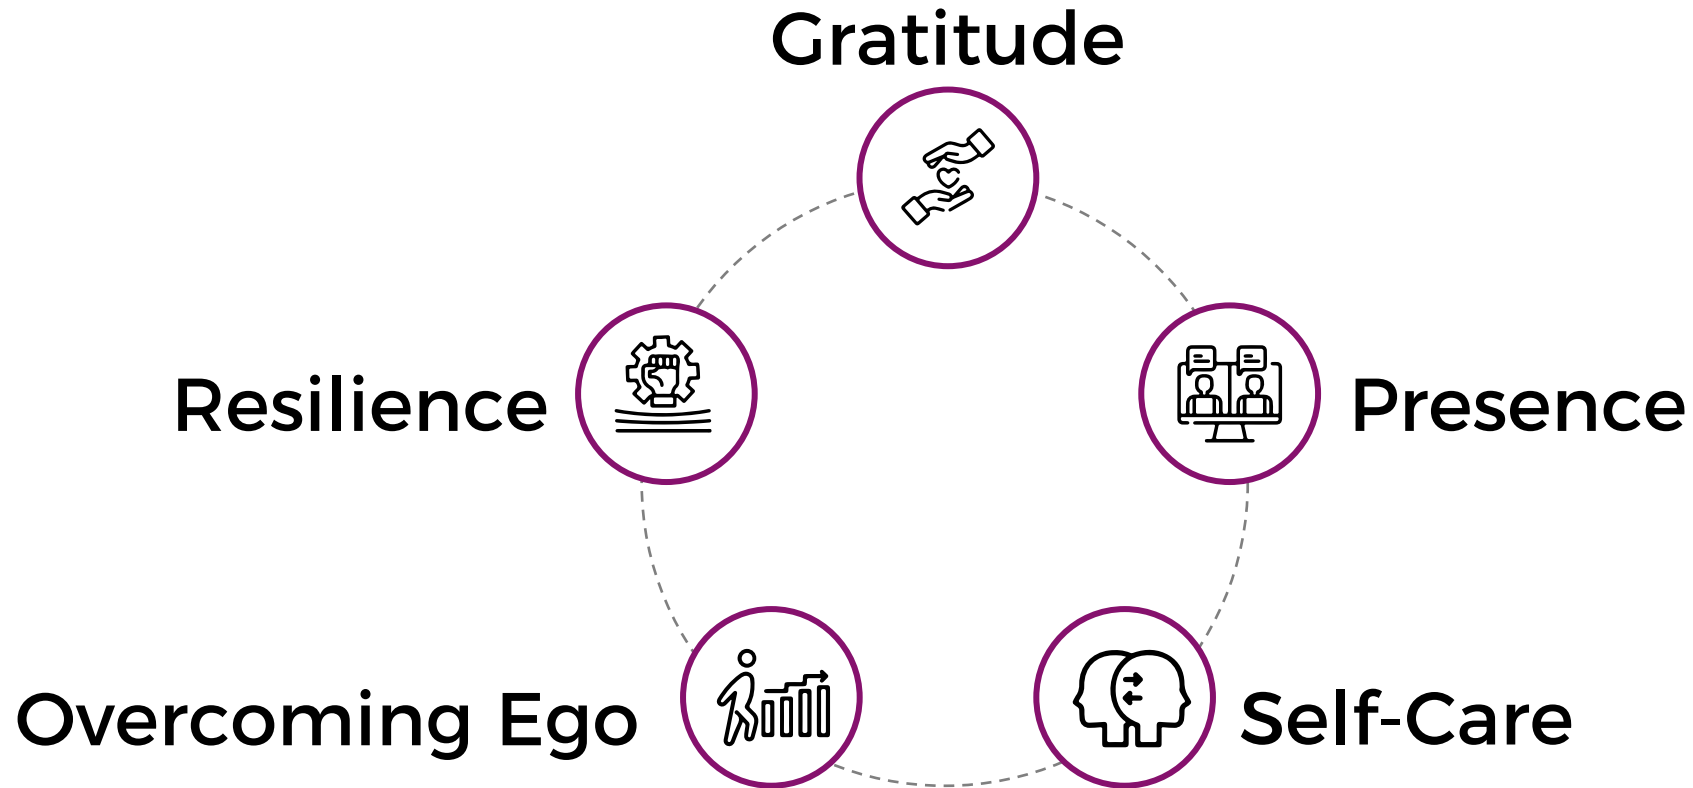 Gratitude
Resilience
Presence
Overcoming Ego
Self-Care